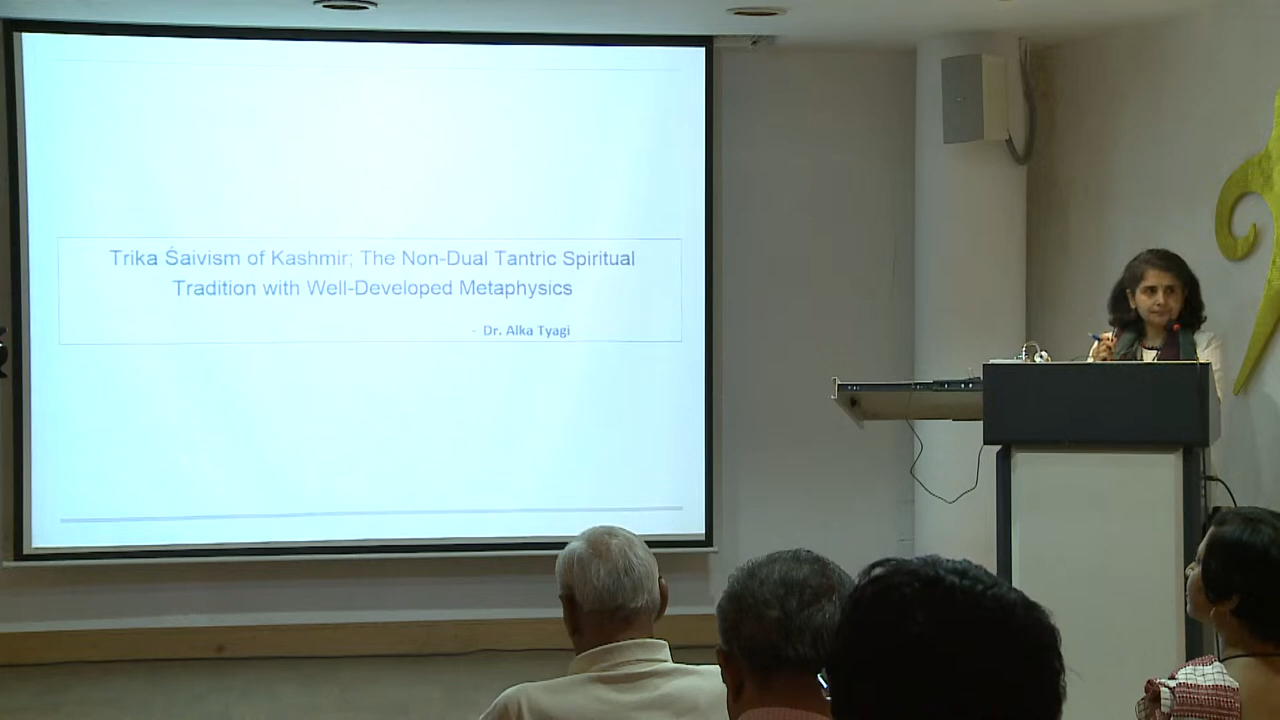 Trika Śaivism of Kashmir; The Non-Dual Tantric Spiritual
Tradition with Well-Developed Metaphysics
- Dr. Alka Tyagi